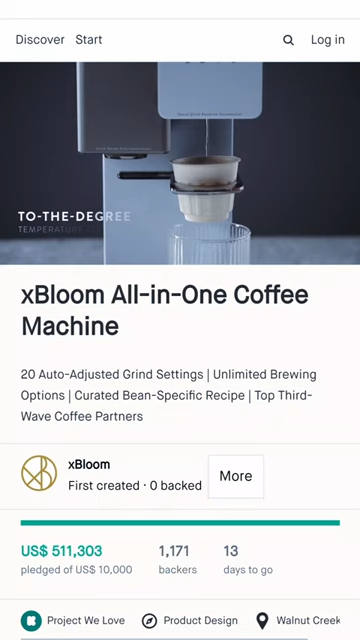 Discover Start Log in
TO-THE-DEGREE
TEMPERATURE
xBloom All-in-One Coffee
Machine
20 Auto-Adjusted Grind Settings | Unlimited Brewing
Options | Curated Bean-Specific Recipe | Top Third-
Wave Coffee Partners
xBloom
First created · 0 backed
More
US$ 511,303 1,171 13
pledged of US$ 10,000 backers days to go
Project We Love Product Design Walnut Creek